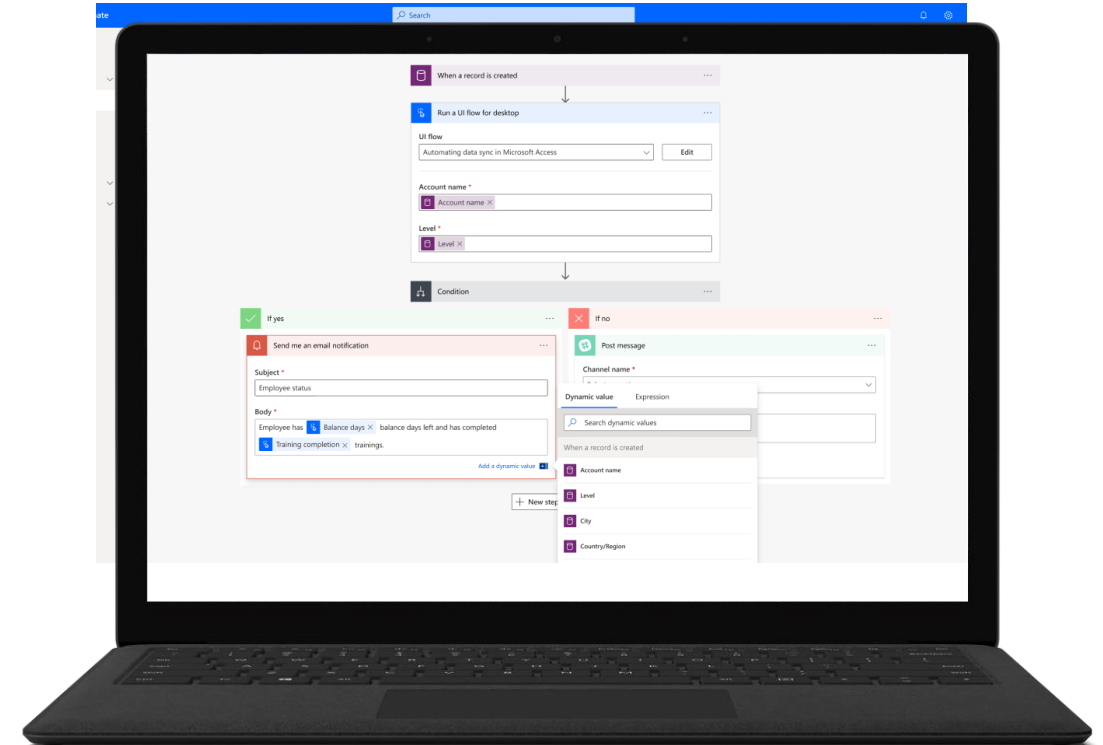 ate
Search
When a record is created
Run a UI flow for desktop
UI flow
Automating data sync in Microsoft Access
Edit
Account name *
Account name ×
Level *
Level ×
Condition
If yes
If no
Send me an email notification
Post message
Subject *
Employee status
Channel name *
Body *
Employee has Balance days × balance days left and has completed
Training completion × trainings.
Add a dynamic value
New step
Dynamic value
Expression
Search dynamic values
When a record is created
Account name
Level
City
Country/Region